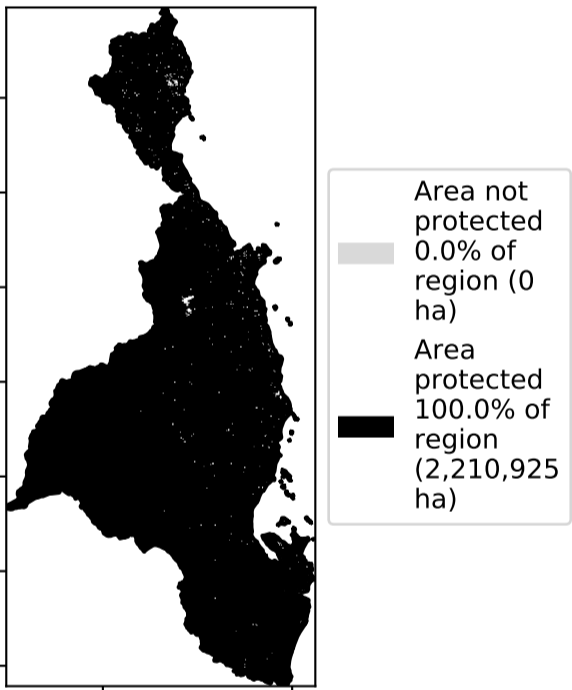 Area not
protected
0.0% of
region (0
ha)
Area
protected
100.0% of
region
(2,210,925
ha)